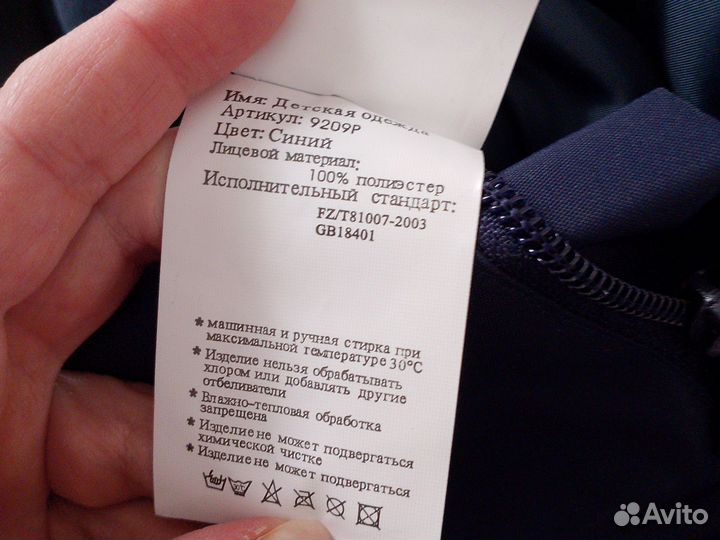 Имя: Детская одежда
Артикул: 9209P
Цвет: Синий
Лицевой материал:
100% полиэстер
Исполнительный стандарт:
FZ/T81007-2003
GB18401
* машинная и ручная стирка при
максимальной температуре 30°C
* Изделие нельзя обрабатывать
хлором или добавлять другие
отбеливатели
* Влажно-тепловая обработка
запрещена
* Изделие не может подвергаться
химической чистке
* Изделие не может подвергаться
Avito